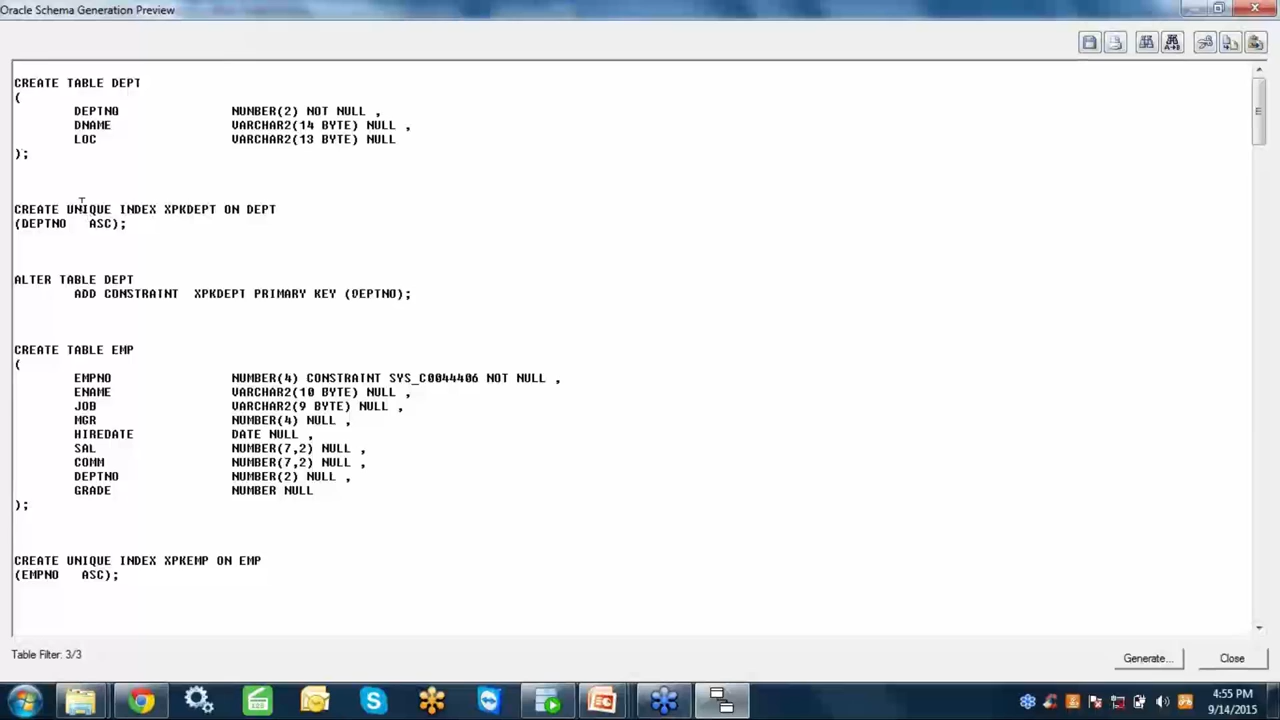 Oracle Schema Generation Preview
CREATE TABLE DEPT
(
DEPTNO NUMBER(2) NOT NULL ,
DNAME VARCHAR2(14 BYTE) NULL ,
LOC VARCHAR2(13 BYTE) NULL
);
CREATE UNIQUE INDEX XPKDEPT ON DEPT
(DEPTNO ASC);
ALTER TABLE DEPT
ADD CONSTRAINT XPKDEPT PRIMARY KEY (DEPTNO);
CREATE TABLE EMP
(
EMPNO NUMBER(4) CONSTRAINT SYS_C0044406 NOT NULL ,
ENAME VARCHAR2(10 BYTE) NULL ,
JOB VARCHAR2(9 BYTE) NULL ,
MGR NUMBER(4) NULL ,
HIREDATE DATE NULL ,
SAL NUMBER(7,2) NULL ,
COMM NUMBER(7,2) NULL ,
DEPTNO NUMBER(2) NULL ,
GRADE NUMBER NULL
);
CREATE UNIQUE INDEX XPKEMP ON EMP
(EMPNO ASC);
Table Filter: 3/3
Generate... Close
4:55 PM
9/14/2015